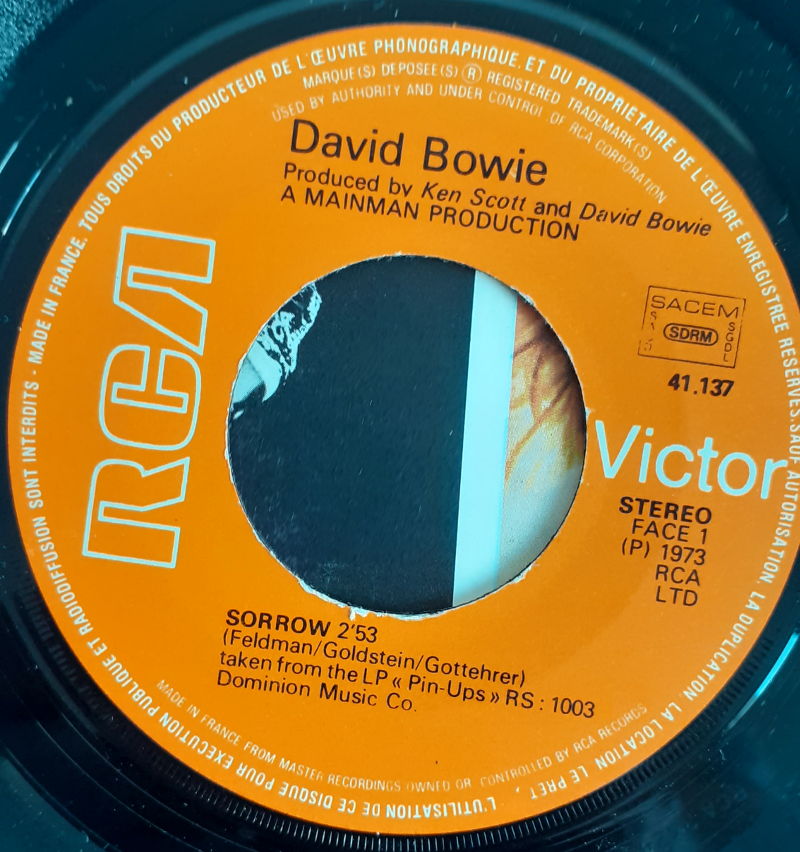 TOUS DROITS DU PRODUCTEUR DE L'ŒUVRE PHONOGRAPHIQUE ET DU PROPRIETAIRE DE L'ŒUVRE ENREGISTREE RESERVES. SAUF AUTORISATION, LA DUPLICATION, LA LOCATION, LE PRET, L'UTILISATION DE CE DISQUE POUR EXECUTION PUBLIQUE ET RADIODIFFUSION SONT INTERDITS - MADE IN FRANCE.
MARQUE(S) DEPOSEE(S) ® REGISTERED TRADEMARK(S)
USED BY AUTHORITY AND UNDER CONTROL OF RCA CORPORATION
David Bowie
Produced by Ken Scott and David Bowie
A MAINMAN PRODUCTION
RCA
SACEM
SDRM
SGDL
41.137
Victor
STEREO
FACE 1
(P) 1973
RCA
LTD
SORROW 2'53
(Feldman/Goldstein/Gottehrer)
taken from the LP « Pin-Ups » RS : 1003
Dominion Music Co.
MADE IN FRANCE FROM MASTER RECORDINGS OWNED OR CONTROLLED BY RCA RECORDS